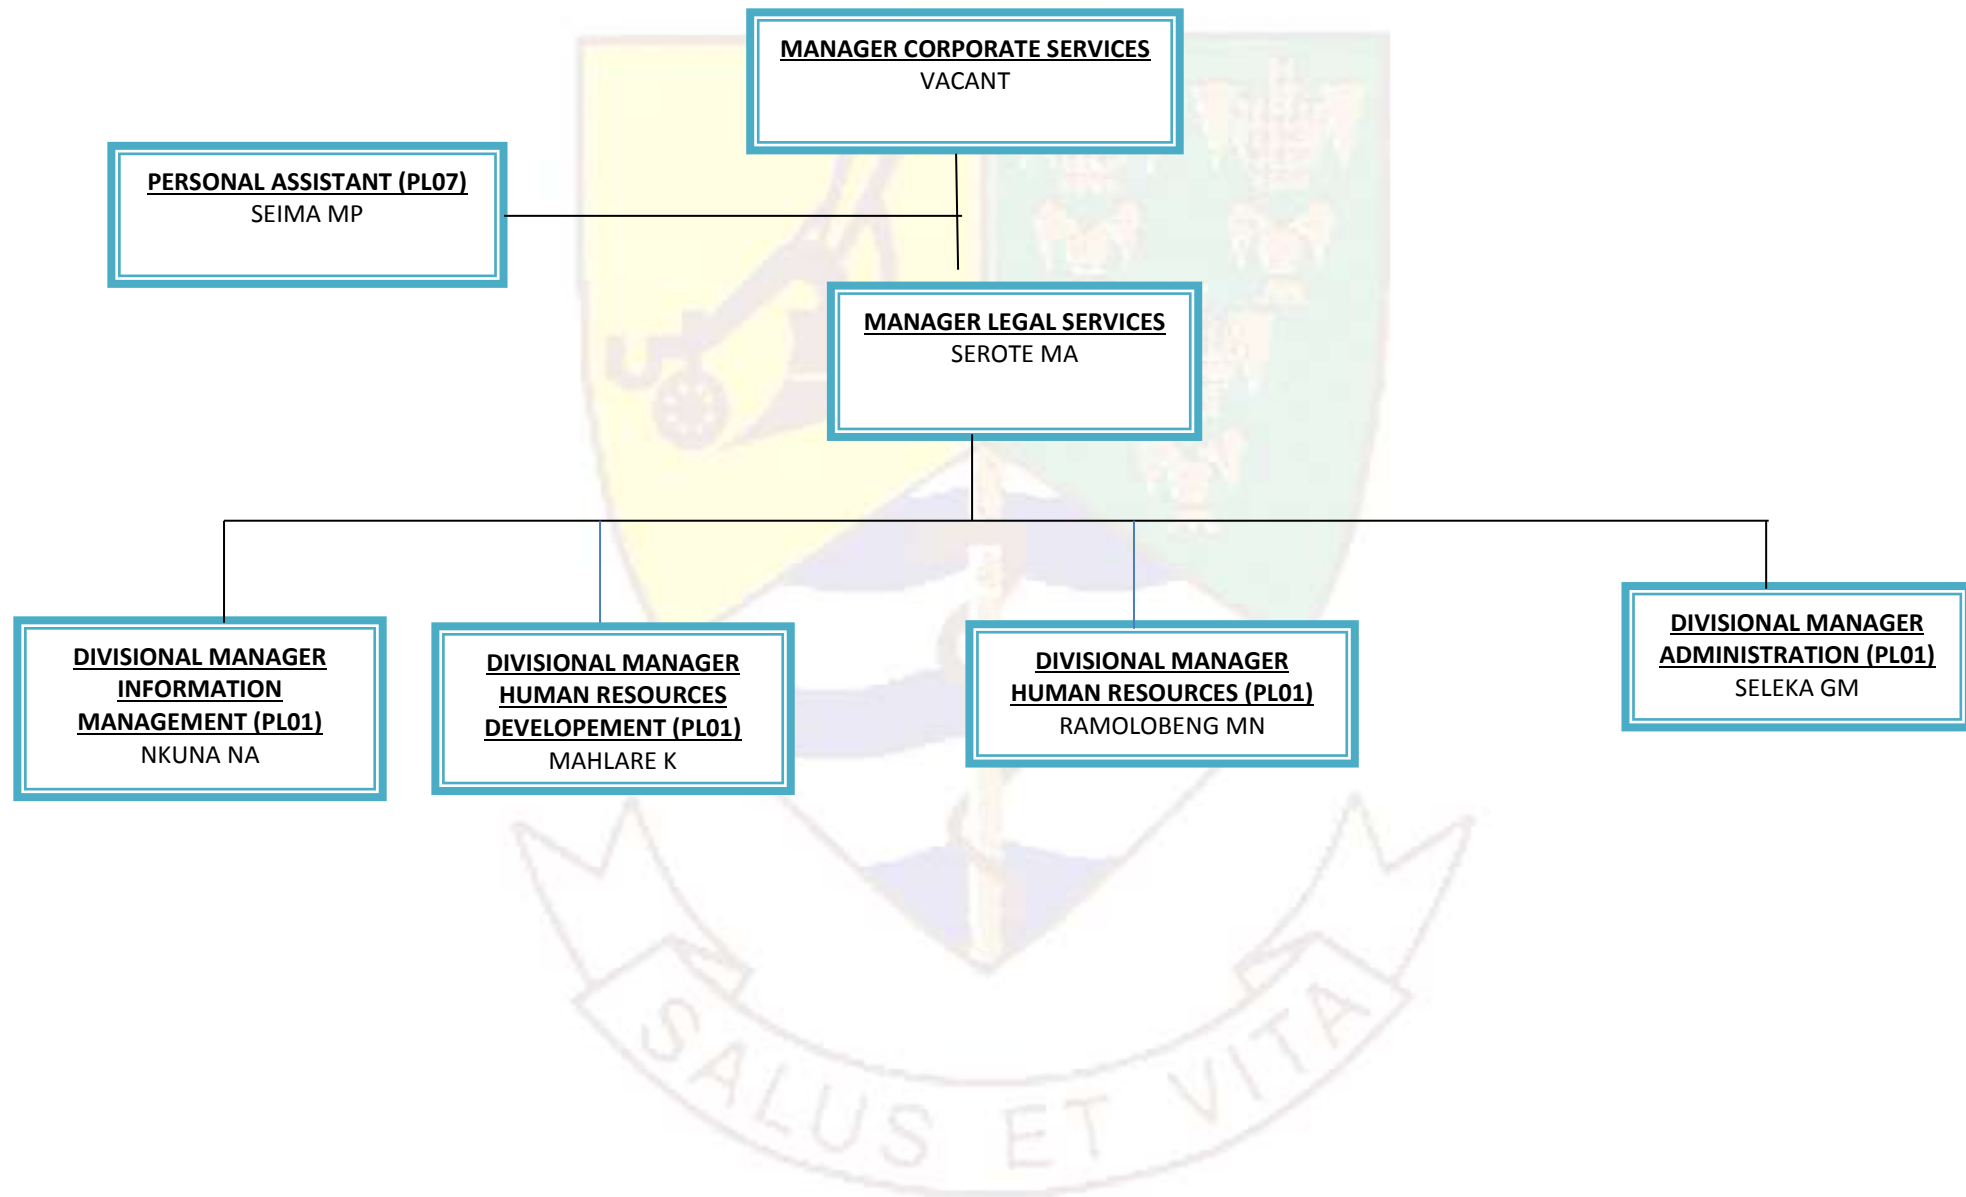 MANAGER CORPORATE SERVICES
VACANT
PERSONAL ASSISTANT (PL07)
SEIMA MP
MANAGER LEGAL SERVICES
SEROTE MA
DIVISIONAL MANAGER
INFORMATION
MANAGEMENT (PL01)
NKUNA NA
DIVISIONAL MANAGER
HUMAN RESOURCES
DEVELOPEMENT (PL01)
MAHLARE K
DIVISIONAL MANAGER
HUMAN RESOURCES (PL01)
RAMOLOBENG MN
DIVISIONAL MANAGER
ADMINISTRATION (PL01)
SELEKA GM
SALUS ET VITA